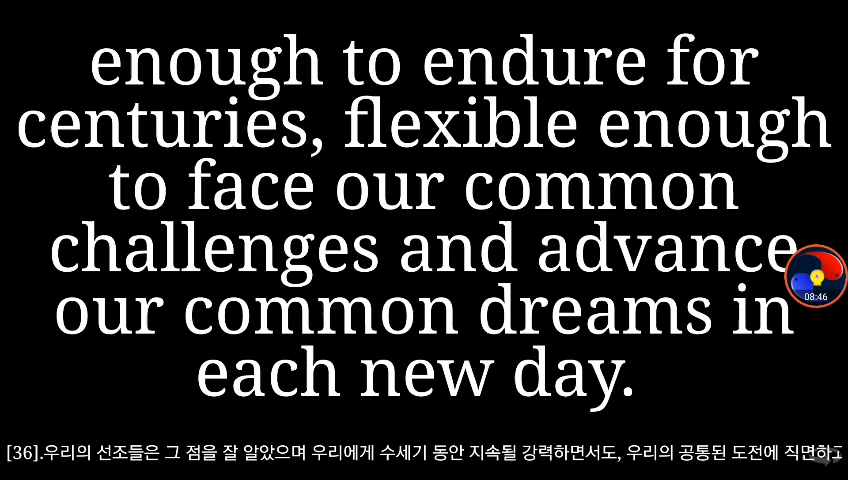 enough to endure for
centuries, flexible enough
to face our common
challenges and advance
our common dreams in
each new day.
08:46
[36].우리의 선조들은 그 점을 잘 알았으며 우리에게 수세기 동안 지속될 강력하면서도, 우리의 공통된 도전에 직면하고